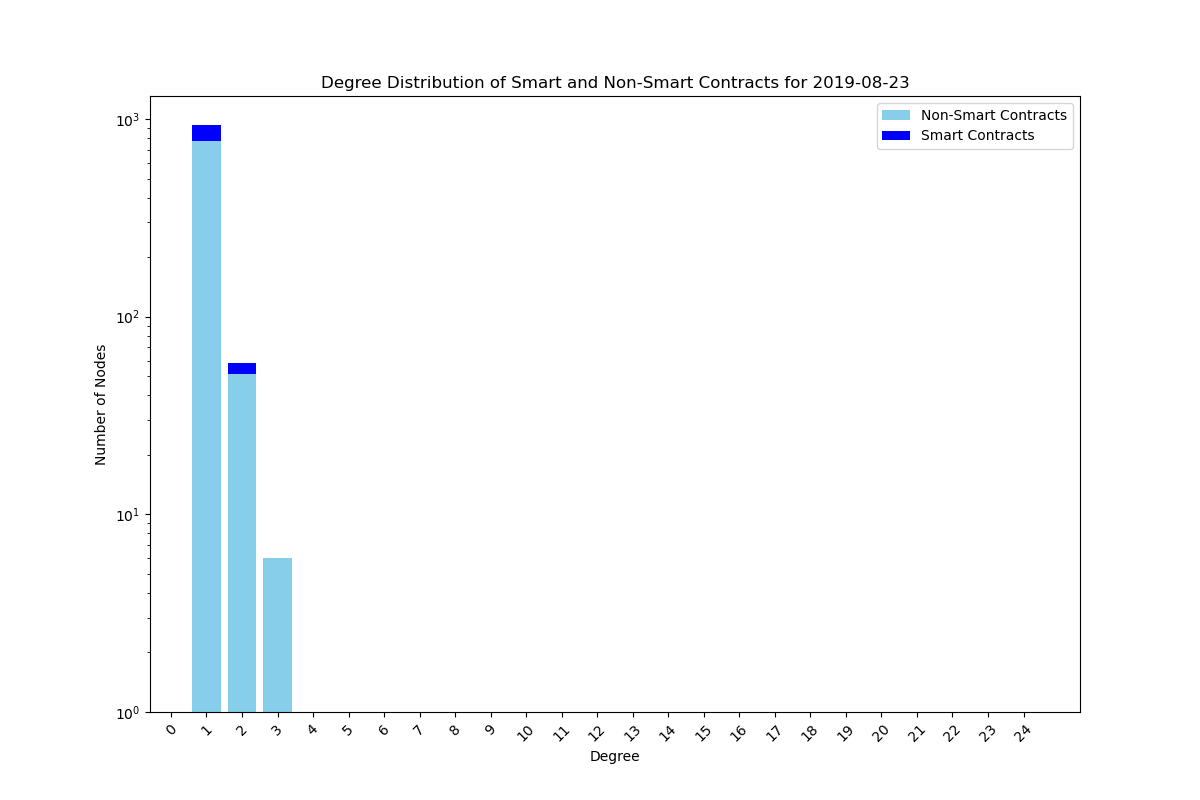 Degree Distribution of Smart and Non-Smart Contracts for 2019-08-23
Non-Smart Contracts
Smart Contracts
Number of Nodes
10³
10²
10¹
10⁰
0 1 2 3 4 5 6 7 8 9 10 11 12 13 14 15 16 17 18 19 20 21 22 23 24
Degree